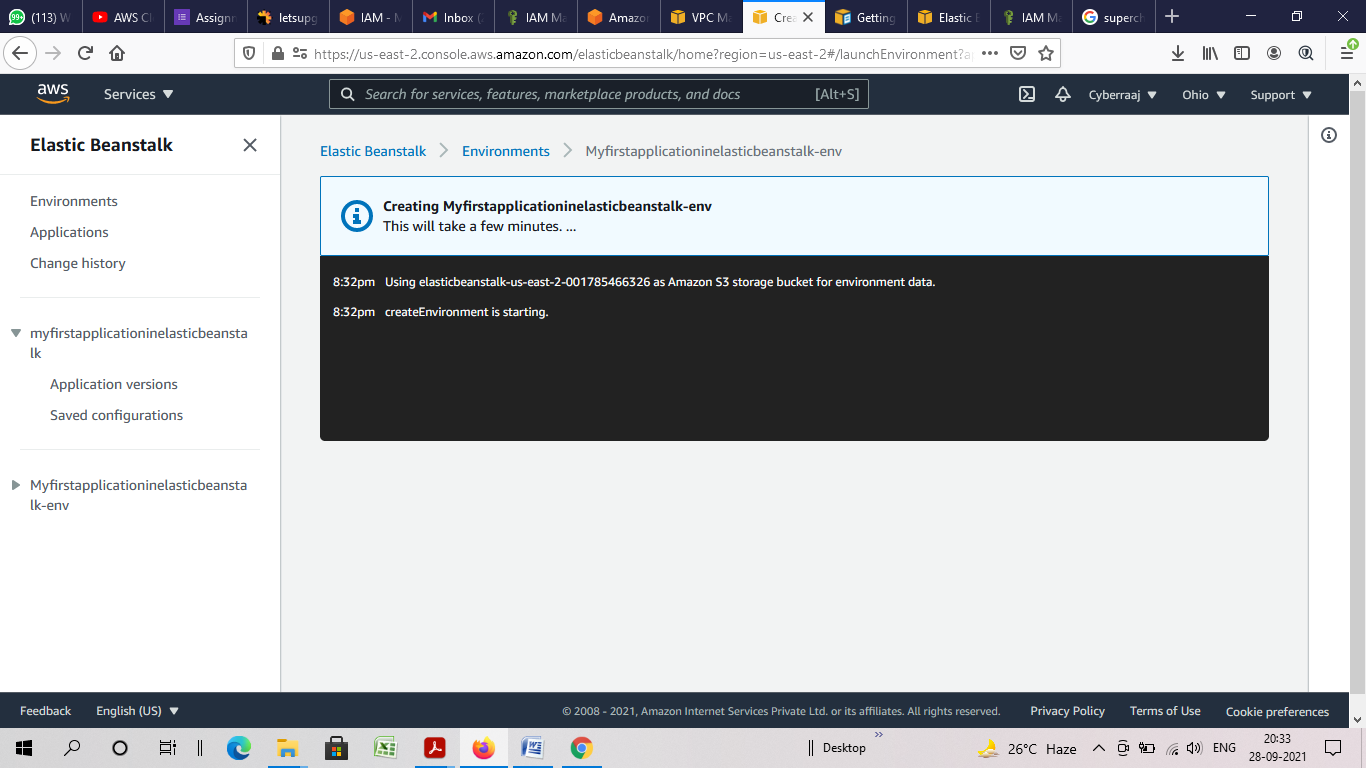 (113) W
AWS Cl
Assignm
letsupg
IAM - M
Inbox (2
IAM Ma
Amazon
VPC Ma
Crea
Getting
Elastic B
IAM Ma
superch
https://us-east-2.console.aws.amazon.com/elasticbeanstalk/home?region=us-east-2#/launchEnvironment?a
aws
Services
Search for services, features, marketplace products, and docs
[Alt+S]
Cyberraaj
Ohio
Support
Elastic Beanstalk
Environments
Applications
Change history
myfirstapplicationinelasticbeansta
lk
Application versions
Saved configurations
Myfirstapplicationinelasticbeansta
lk-env
Elastic Beanstalk
Environments
Myfirstapplicationinelasticbeanstalk-env
Creating Myfirstapplicationinelasticbeanstalk-env
This will take a few minutes. ...
8:32pm Using elasticbeanstalk-us-east-2-001785466326 as Amazon S3 storage bucket for environment data.
8:32pm createEnvironment is starting.
Feedback
English (US)
© 2008 - 2021, Amazon Internet Services Private Ltd. or its affiliates. All rights reserved.
Privacy Policy
Terms of Use
Cookie preferences
Desktop
26°C Haze
ENG
20:33
28-09-2021